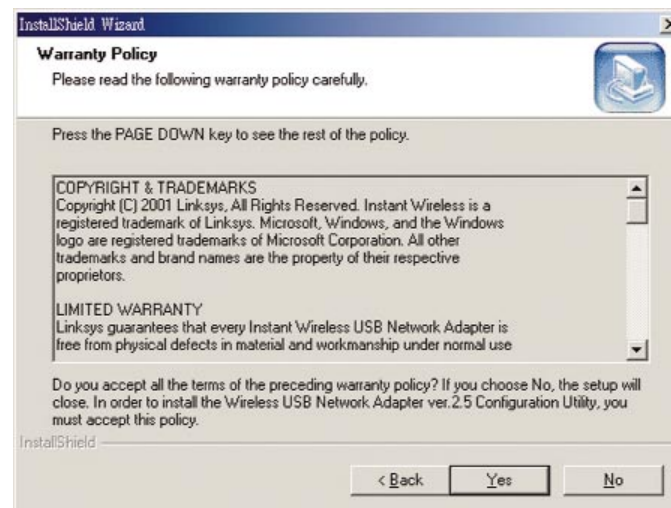 InstallShield Wizard
Warranty Policy
Please read the following warranty policy carefully.
Press the PAGE DOWN key to see the rest of the policy.
COPYRIGHT & TRADEMARKS
Copyright (C) 2001 Linksys, All Rights Reserved. Instant Wireless is a
registered trademark of Linksys. Microsoft, Windows, and the Windows
logo are registered trademarks of Microsoft Corporation. All other
trademarks and brand names are the property of their respective
proprietors.
LIMITED WARRANTY
Linksys guarantees that every Instant Wireless USB Network Adapter is
free from physical defects in material and workmanship under normal use
Do you accept all the terms of the preceding warranty policy? If you choose No, the setup will
close. In order to install the Wireless USB Network Adapter ver.2.5 Configuration Utility, you
must accept this policy.
InstallShield
< Back Yes No